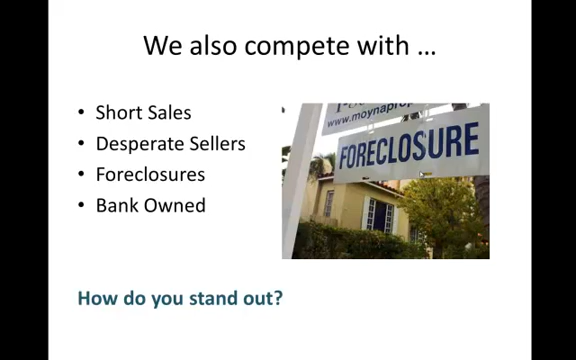 We also compete with …
• Short Sales
• Desperate Sellers
• Foreclosures
• Bank Owned
www.moynaprop
FORECLOSURE
How do you stand out?